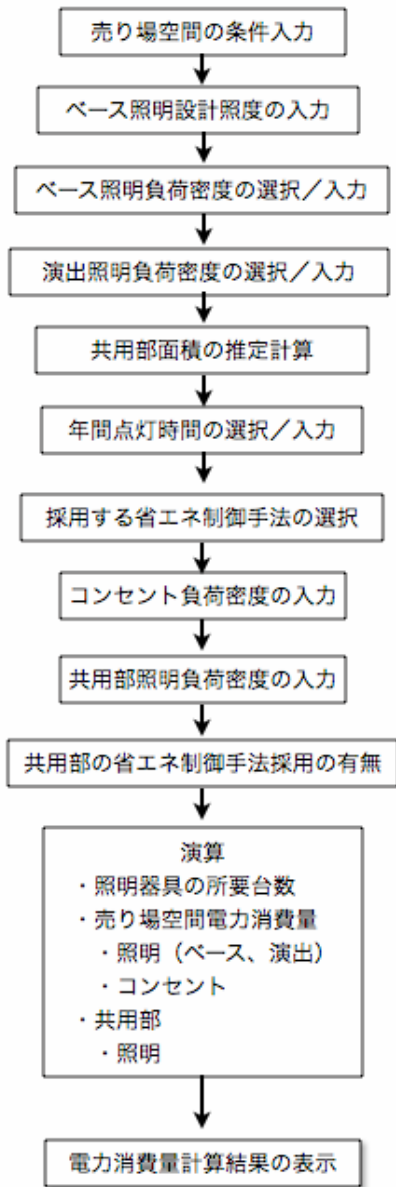 売り場空間の条件入力
ベース照明設計照度の入力
ベース照明負荷密度の選択／入力
演出照明負荷密度の選択／入力
共用部面積の推定計算
年間点灯時間の選択／入力
採用する省エネ制御手法の選択
コンセント負荷密度の入力
共用部照明負荷密度の入力
共用部の省エネ制御手法採用の有無
演算
・照明器具の所要台数
・売り場空間電力消費量
・照明（ベース、演出）
・コンセント
・共用部
・照明
電力消費量計算結果の表示